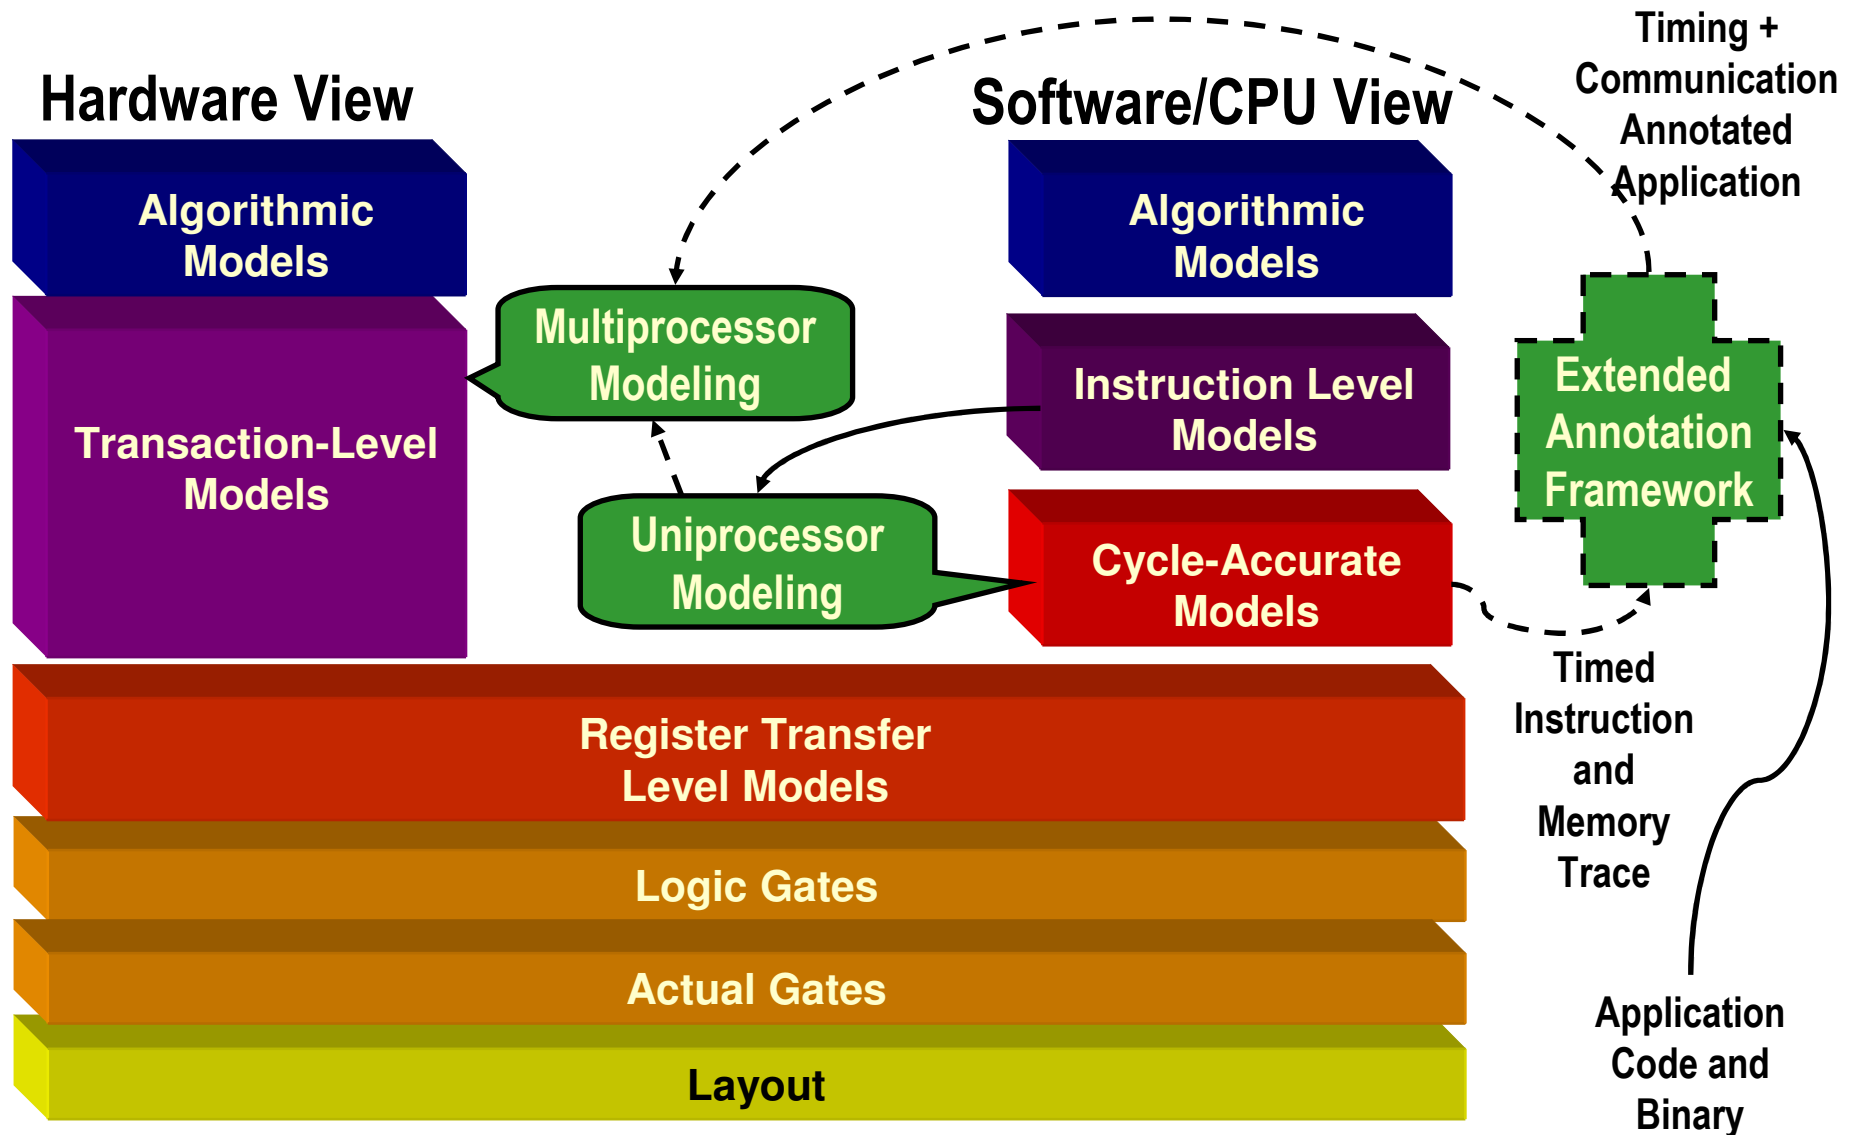 Hardware View
Algorithmic
Models
Transaction-Level
Models
Multiprocessor
Modeling
Uniprocessor
Modeling
Software/CPU View
Algorithmic
Models
Instruction Level
Models
Cycle-Accurate
Models
Timing +
Communication
Annotated
Application
Extended
Annotation
Framework
Timed
Instruction
and
Memory
Trace
Application
Code and
Binary
Register Transfer
Level Models
Logic Gates
Actual Gates
Layout